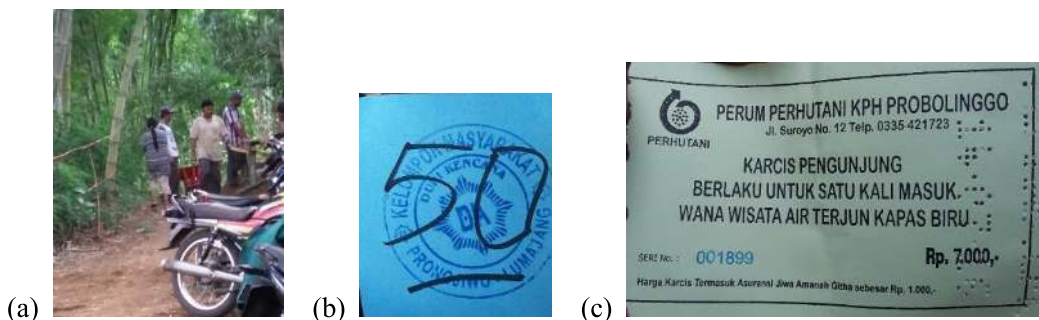 (a)
(b)
KELOMPOK MASYARAKAT
50
PRONOJIWO - LUMAJANG
(c)
PERHUTANI
PERUM PERHUTANI KPH PROBOLINGGO
Jl. Suroyo No. 12 Telp. 0335-421723
KARCIS PENGUNJUNG
BERLAKU UNTUK SATU KALI MASUK
WANA WISATA AIR TERJUN KAPAS BIRU
SERI No. : 001899
Rp. 7.000,-
Harga Karcis Termasuk Asuransi Jiwa Amanah Githa sebesar Rp. 1.000,-